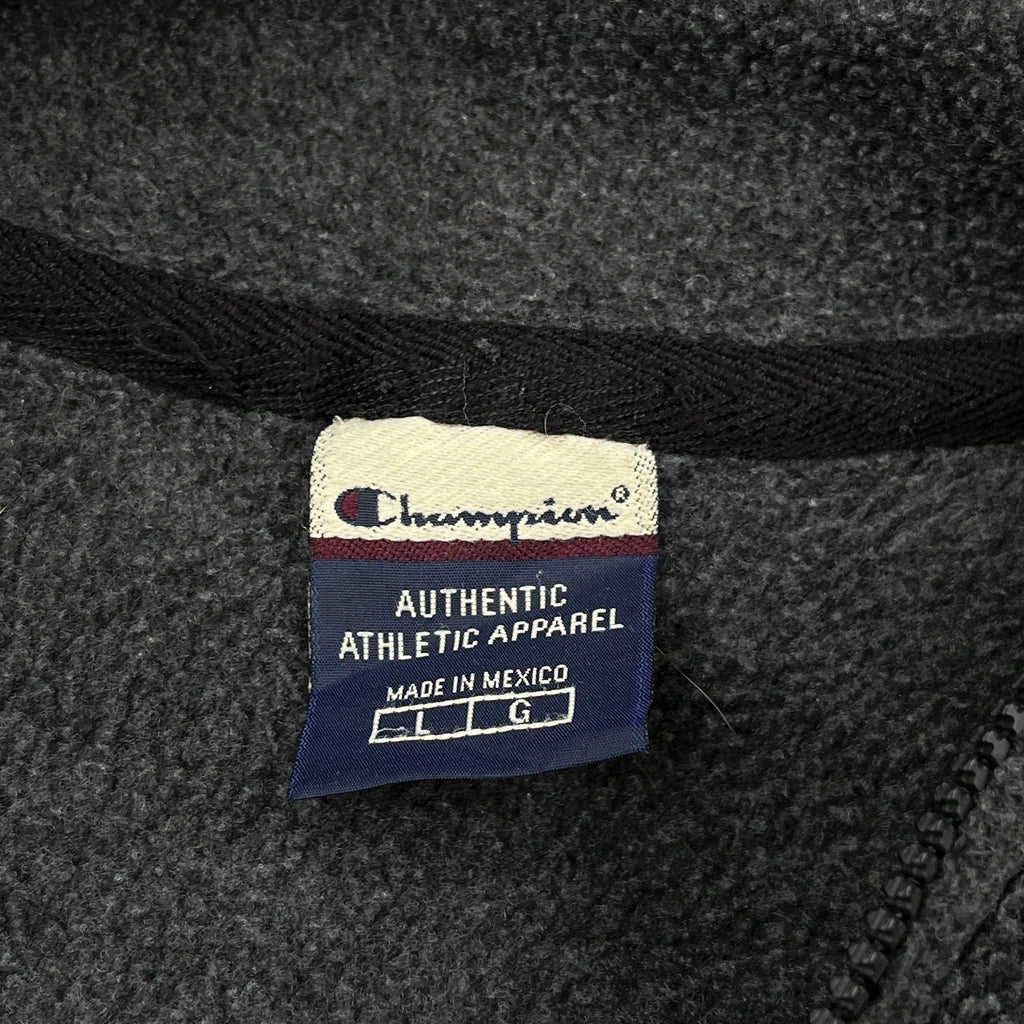 Champion®
AUTHENTIC
ATHLETIC APPAREL
MADE IN MEXICO
L G